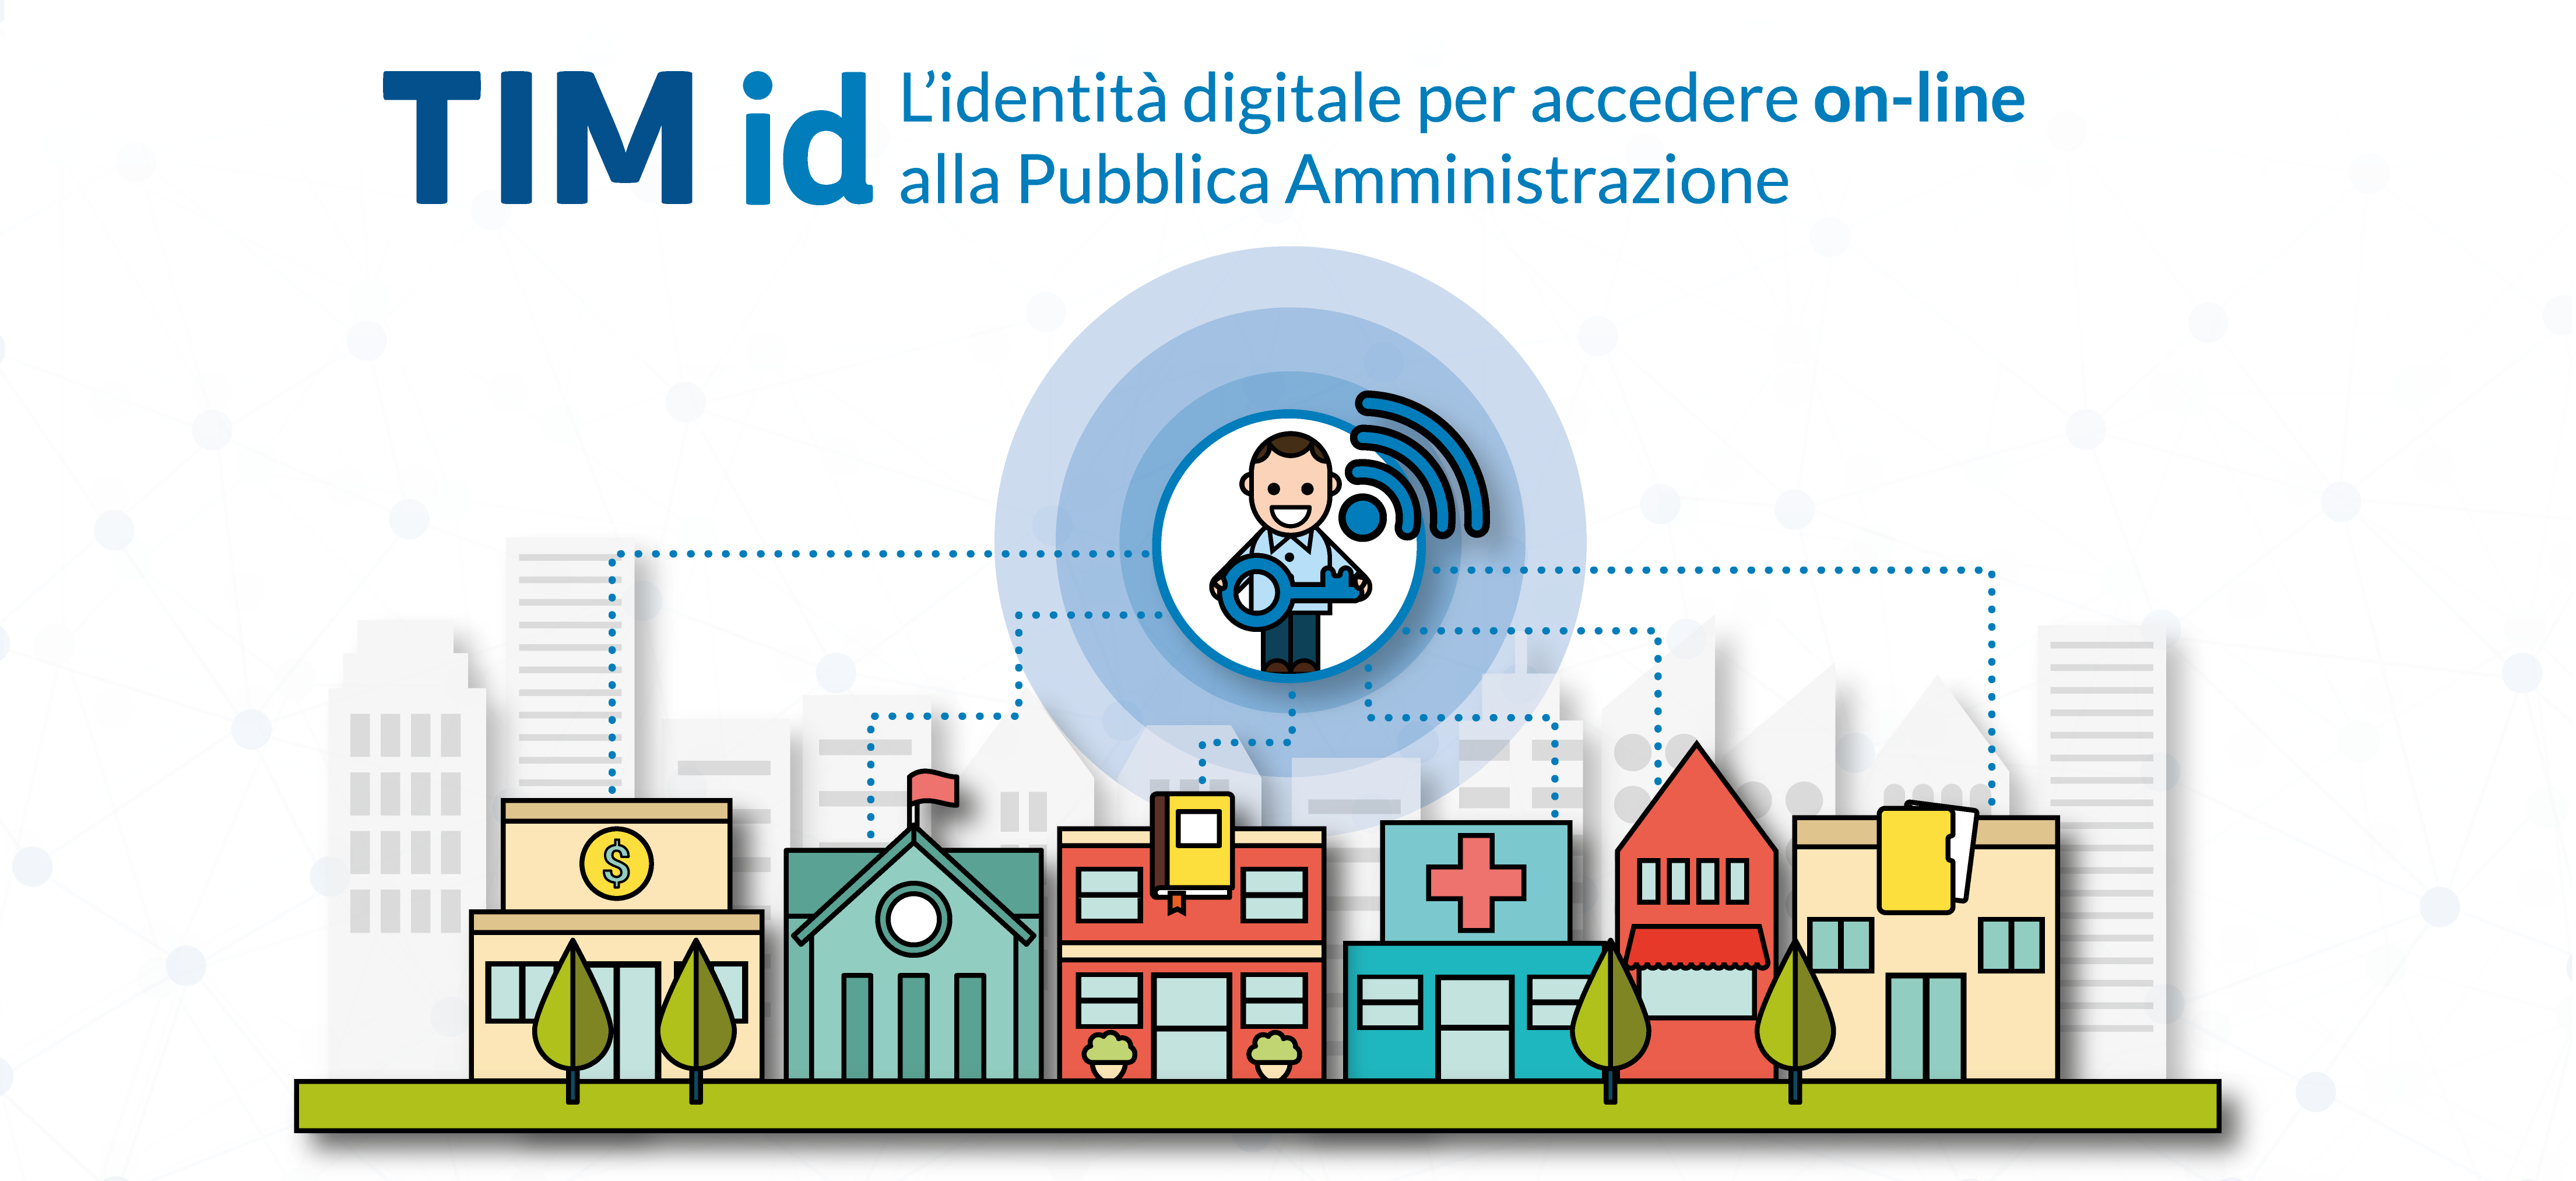 TIM id
L'identità digitale per accedere on-line
alla Pubblica Amministrazione
$